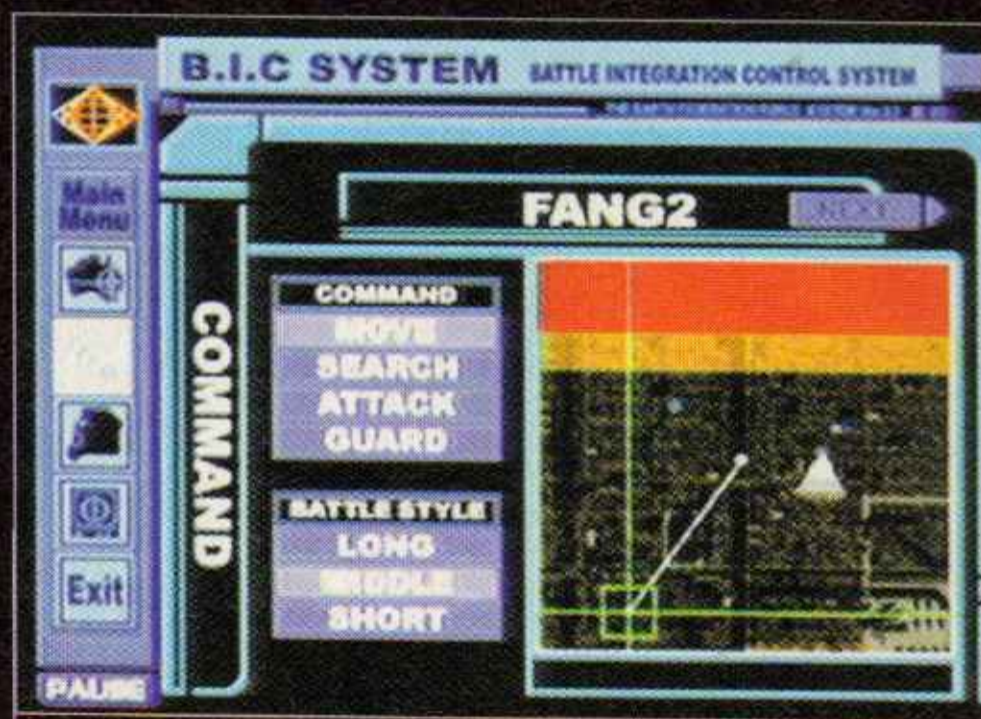 B.I.C SYSTEM BATTLE INTEGRATION CONTROL SYSTEM
Main
Menu
FANG2
NEXT
COMMAND
COMMAND
MOVE
SEARCH
ATTACK
GUARD
BATTLE STYLE
LONG
MIDDLE
SHORT
Exit
PAUSE